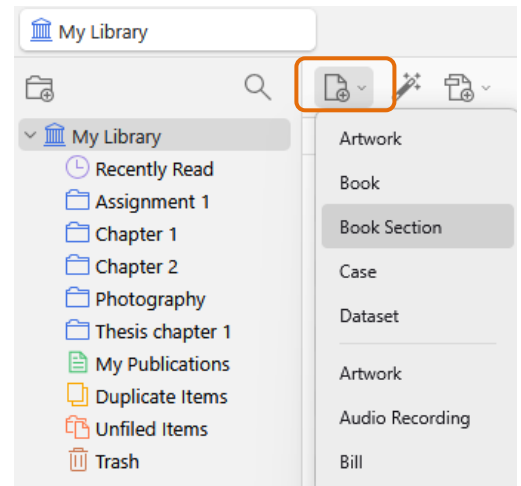 My Library
My Library
Recently Read
Assignment 1
Chapter 1
Chapter 2
Photography
Thesis chapter 1
My Publications
Duplicate Items
Unfiled Items
Trash
Artwork
Book
Book Section
Case
Dataset
Artwork
Audio Recording
Bill